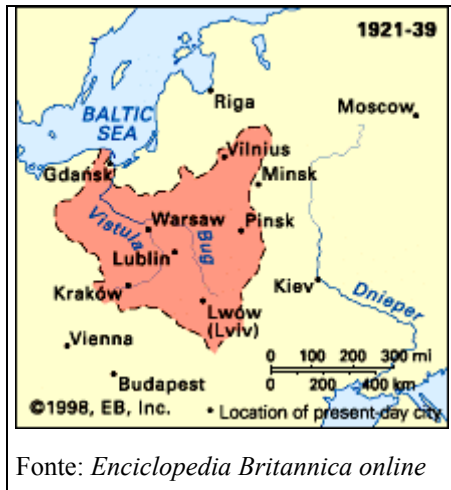 1921-39
Riga
Moscow
BALTIC
SEA
Vilnius
Gdańsk
Minsk
Warsaw
Pinsk
Vistula
Bug
Lublin
Kiev
Dnieper
Kraków
Lwów
(Lviv)
Vienna
0 100 200 300 mi
Budapest
0 200 400 km
©1998, EB, Inc.
• Location of present-day city
Fonte: Enciclopedia Britannica online